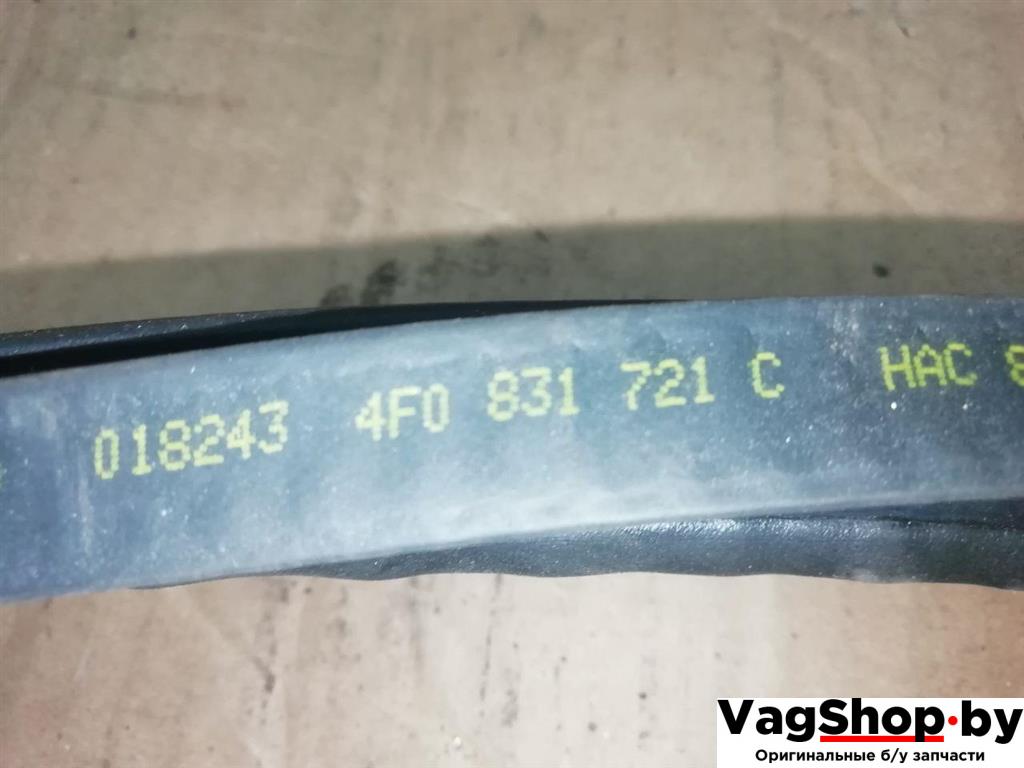 018243 4F0 831 721 C HAC
VagShop.by
Оригинальные б/у запчасти